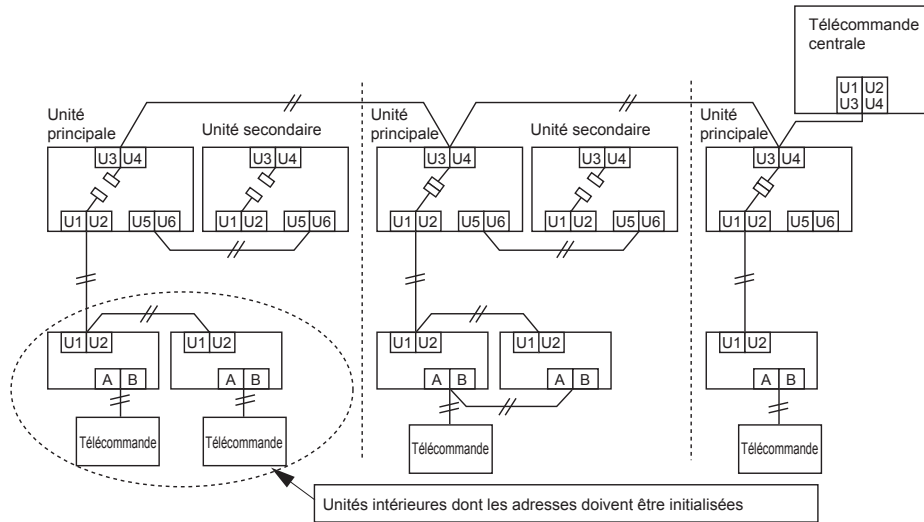 Télécommande
centrale
U1 U2
U3 U4
Unité
principale
Unité secondaire
Unité
principale
Unité secondaire
Unité
principale
U3 U4
U3 U4
U3 U4
U3 U4
U3 U4
U1 U2
U5 U6
U1 U2
U5 U6
U1 U2
U5 U6
U1 U2
U5 U6
U1 U2
U5 U6
U1 U2
U1 U2
U1 U2
U1 U2
U1 U2
A B
A B
A B
A B
A B
Télécommande
Télécommande
Télécommande
Télécommande
Unités intérieures dont les adresses doivent être initialisées